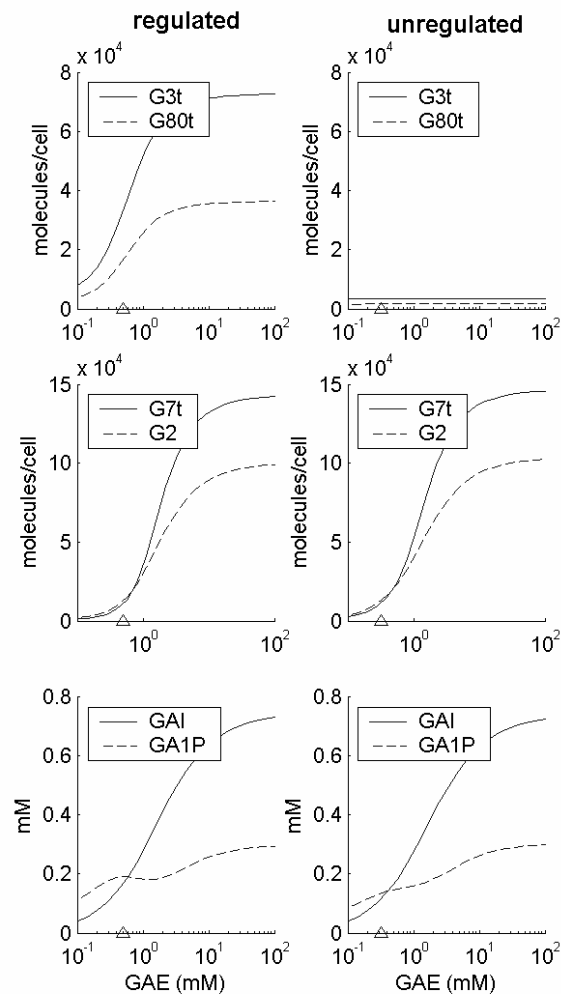 regulated
unregulated
x 10^4
8
6
4
2
0
molecules/cell
G3t
G80t
10^-1 10^0 10^1 10^2
x 10^4
8
6
4
2
0
molecules/cell
G3t
G80t
10^-1 10^0 10^1 10^2
x 10^4
15
10
5
0
molecules/cell
G7t
G2
10^0 10^2
x 10^4
15
10
5
0
molecules/cell
G7t
G2
10^0 10^2
0.8
0.6
0.4
0.2
0
mM
GAI
GA1P
10^-1 10^0 10^1 10^2
GAE (mM)
0.8
0.6
0.4
0.2
0
mM
GAI
GA1P
10^-1 10^0 10^1 10^2
GAE (mM)